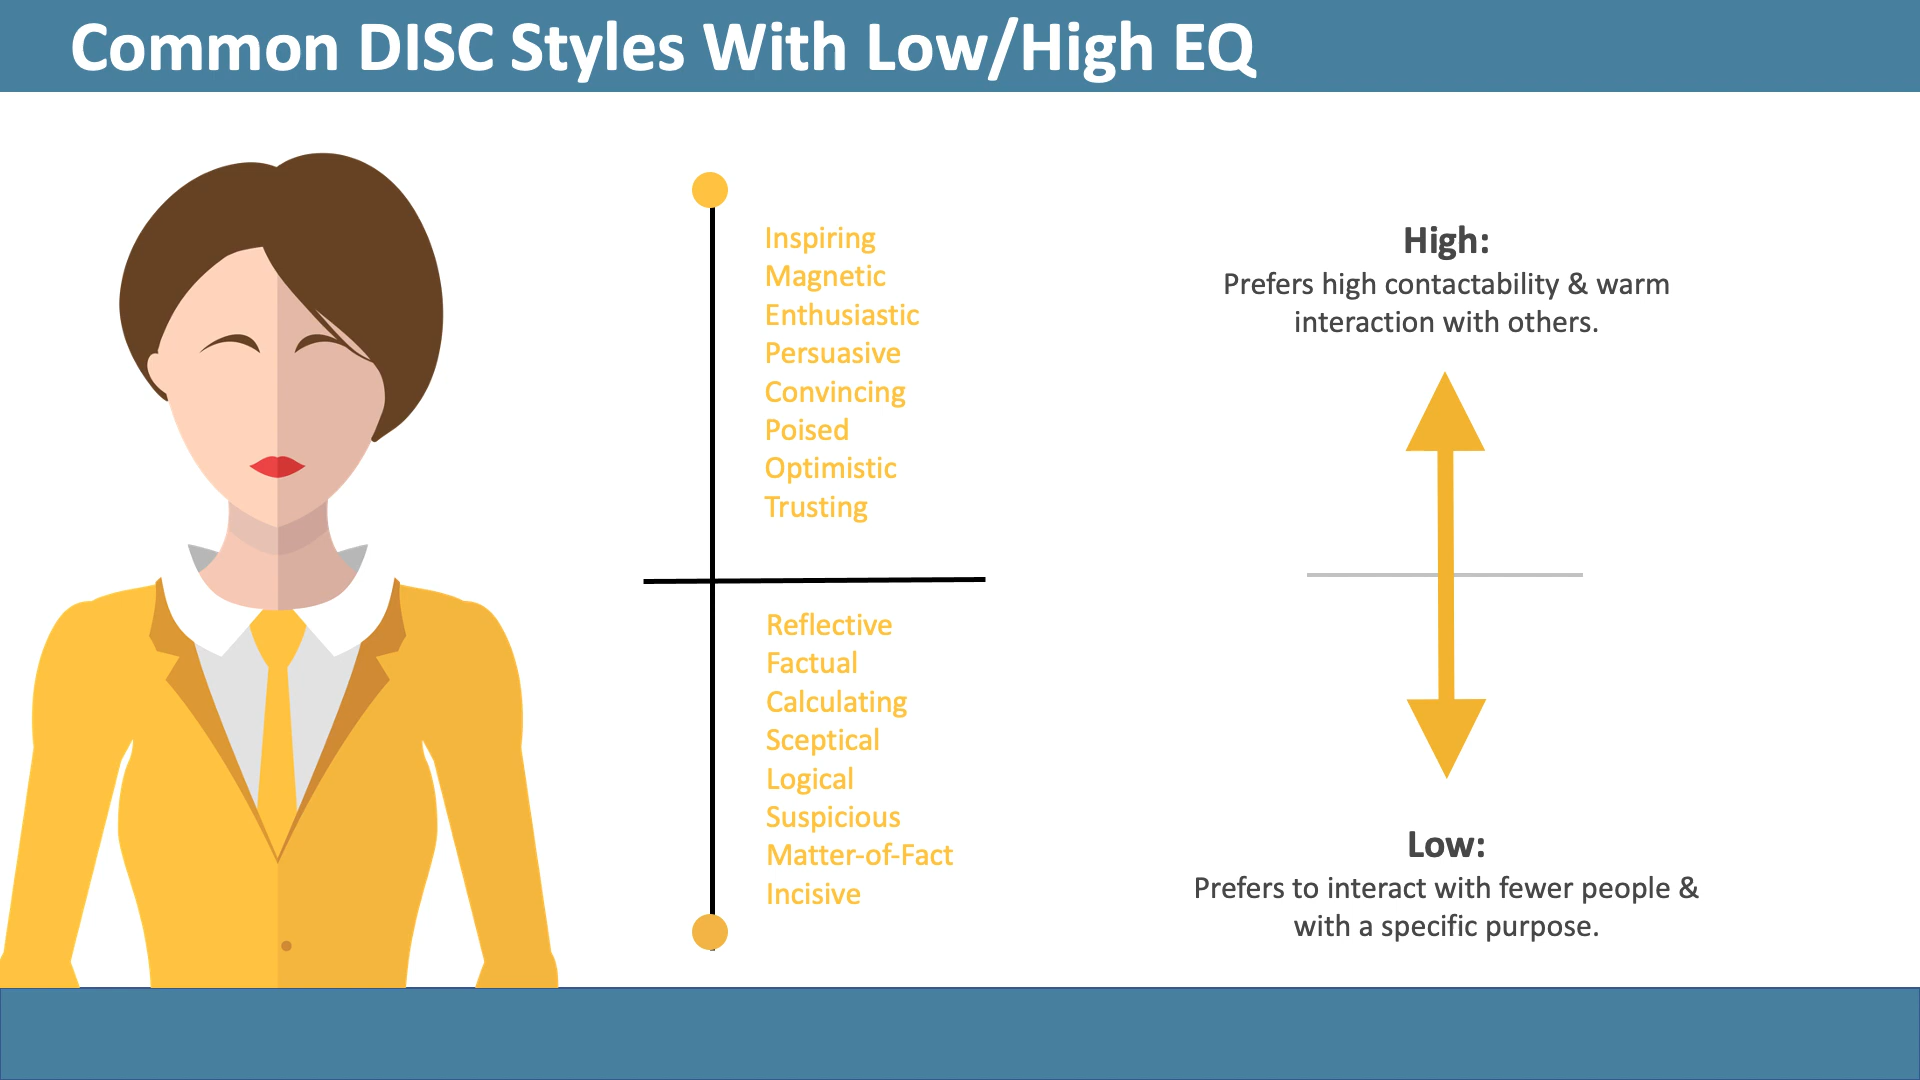 Common DISC Styles With Low/High EQ
Inspiring
Magnetic
Enthusiastic
Persuasive
Convincing
Poised
Optimistic
Trusting
Reflective
Factual
Calculating
Sceptical
Logical
Suspicious
Matter-of-Fact
Incisive
High:
Prefers high contactability & warm
interaction with others.
Low:
Prefers to interact with fewer people &
with a specific purpose.